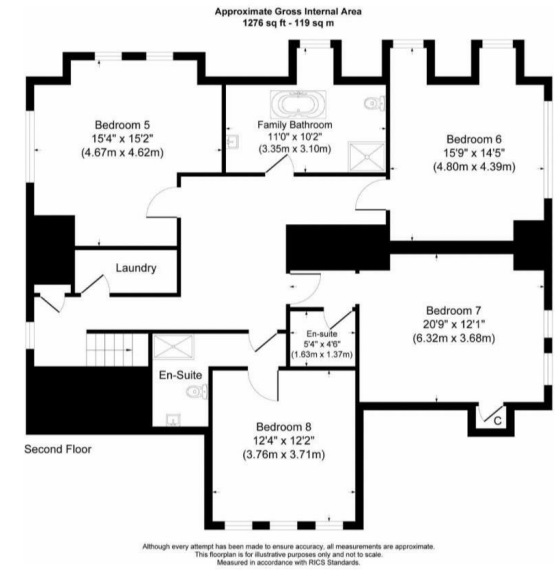 Approximate Gross Internal Area
1276 sq ft - 119 sq m
Bedroom 5
15'4" x 15'2"
(4.67m x 4.62m)
Family Bathroom
11'0" x 10'2"
(3.35m x 3.10m)
Bedroom 6
15'9" x 14'5"
(4.80m x 4.39m)
Laundry
En-suite
5'4" x 4'6"
(1.63m x 1.37m)
Bedroom 7
20'9" x 12'1"
(6.32m x 3.68m)
En-Suite
Bedroom 8
12'4" x 12'2"
(3.76m x 3.71m)
C
Second Floor
Although every attempt has been made to ensure accuracy, all measurements are approximate.
This floorplan is for illustrative purposes only and not to scale.
Measured in accordance with RICS Standards.